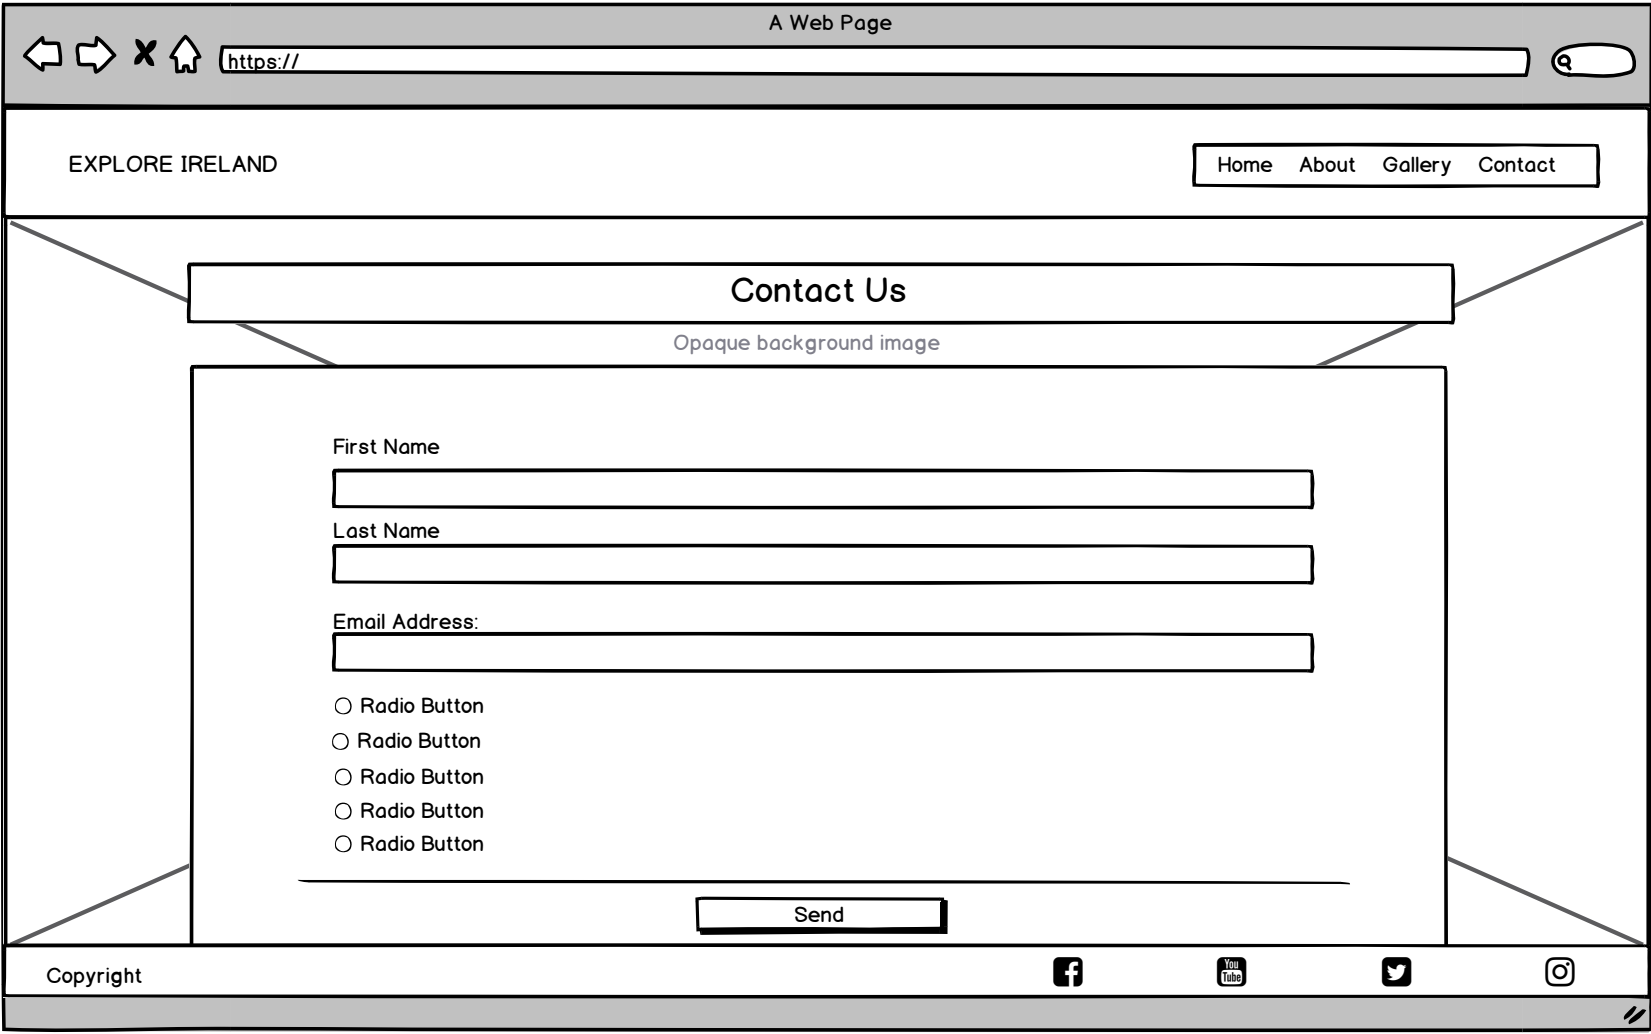 A Web Page
https://
EXPLORE IRELAND
Home About Gallery Contact
Contact Us
Opaque background image
First Name
Last Name
Email Address:
Radio Button
Radio Button
Radio Button
Radio Button
Radio Button
Send
Copyright
You
Tube